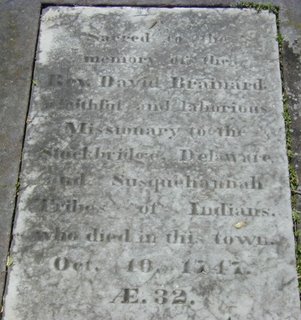 Sacred to the
memory of the
Rev. David Brainard.
A faithful and laborious
Missionary to the
Stockbridge, Delaware
and Susquehannah
Tribes of Indians.
who died in this town.
Oct. 10. 1747.
Æ. 32.